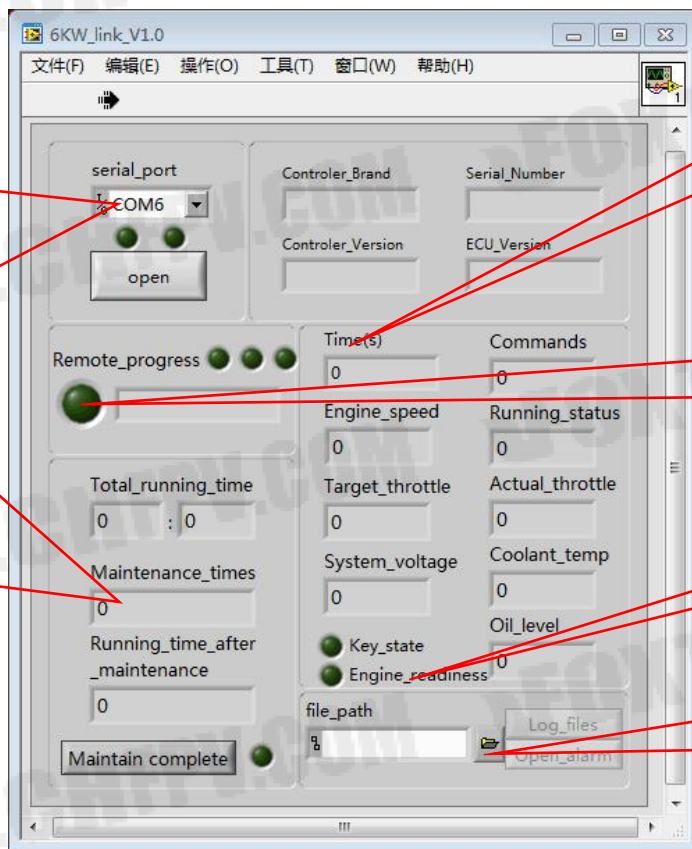 6KW_link_V1.0
文件(F) 编辑(E) 操作(O) 工具(T) 窗口(W) 帮助(H)
1
serial_port
COM6
open
Controler_Brand
Serial_Number
Controler_Version
ECU_Version
Remote_progress
Time(s)
0
Commands
0
Engine_speed
0
Running_status
0
Target_throttle
0
Actual_throttle
0
System_voltage
0
Coolant_temp
0
Oil_level
0
Key_state
Engine_readiness
Total_running_time
0 : 0
Maintenance_times
0
Running_time_after
_maintenance
0
Maintain complete
file_path
Log_files
Open_alarm